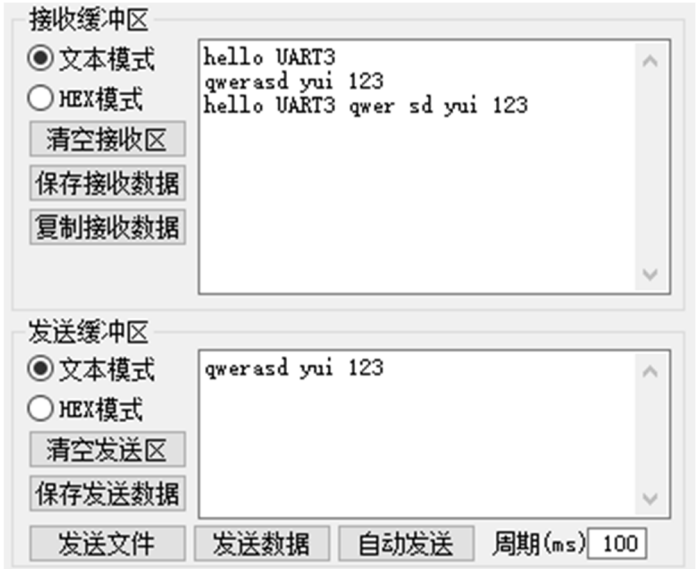 接收缓冲区
文本模式
HEX模式
清空接收区
保存接收数据
复制接收数据
hello UART3
qwerasd yui 123
hello UART3 qwer sd yui 123
发送缓冲区
文本模式
HEX模式
清空发送区
保存发送数据
qwerasd yui 123
发送文件 发送数据 自动发送 周期(ms) 100